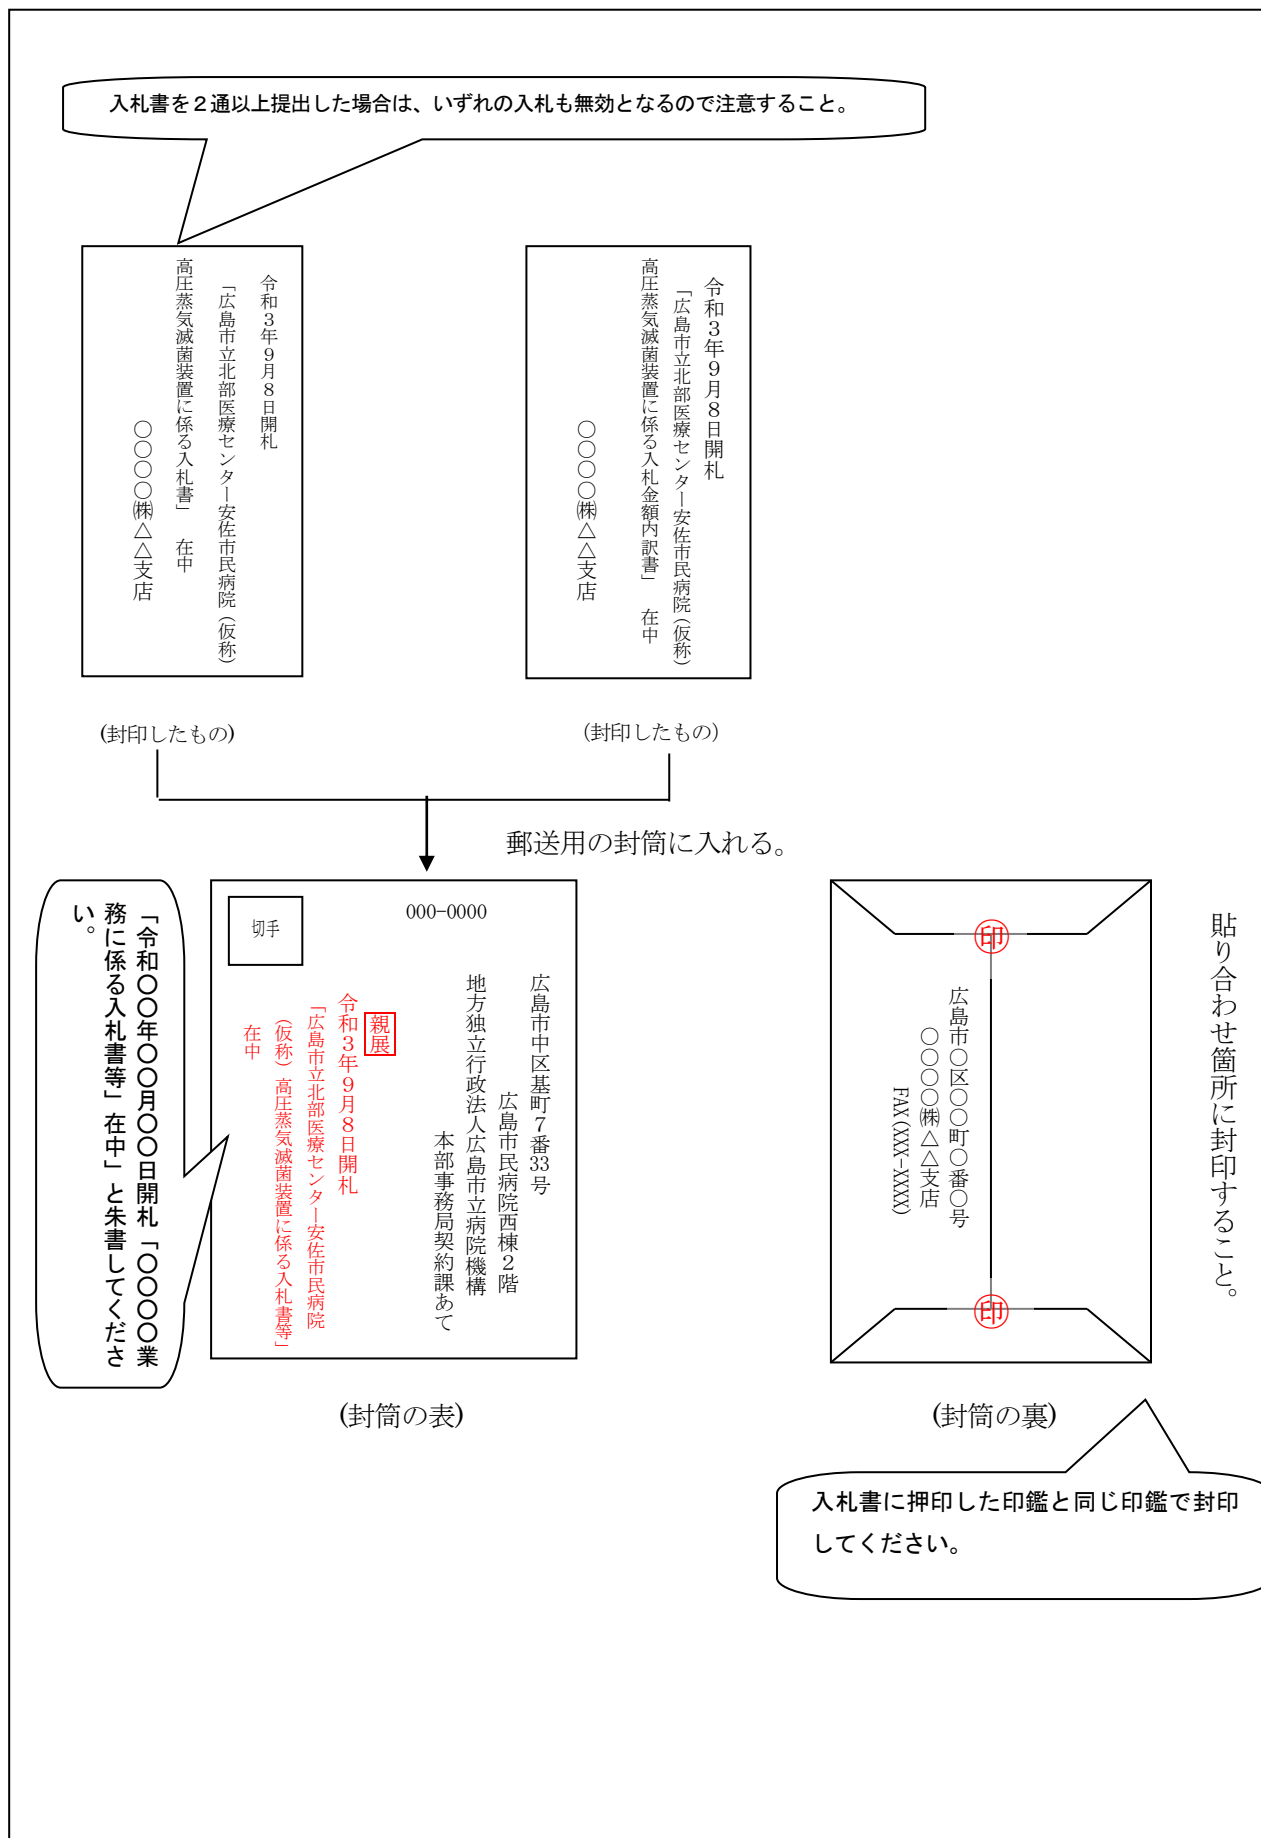 入札書を２通以上提出した場合は、いずれの入札も無効となるので注意すること。
令和３年９月８日開札
「広島市立北部医療センター安佐市民病院（仮称）
高圧蒸気滅菌装置に係る入札書」　在中
〇〇〇〇㈱△△支店
令和３年９月８日開札
「広島市立北部医療センター安佐市民病院（仮称）
高圧蒸気滅菌装置に係る入札金額内訳書」　在中
〇〇〇〇㈱△△支店
(封印したもの)
(封印したもの)
郵送用の封筒に入れる。
「令和〇〇年〇〇月〇〇日開札「〇〇〇〇業
務に係る入札書等」在中」と朱書してくださ
い。
切手
000-0000
広島市中区基町７番33号
広島市民病院西棟２階
地方独立行政法人広島市立病院機構
本部事務局契約課あて
親展
令和３年９月８日開札
「広島市立北部医療センター安佐市民病院
（仮称）高圧蒸気滅菌装置に係る入札書等」
在中
貼り合わせ箇所に封印すること。
印
広島市〇区〇〇町〇番〇号
〇〇〇〇㈱△△支店
FAX(XXX-XXXX)
印
(封筒の表)
(封筒の裏)
入札書に押印した印鑑と同じ印鑑で封印
してください。